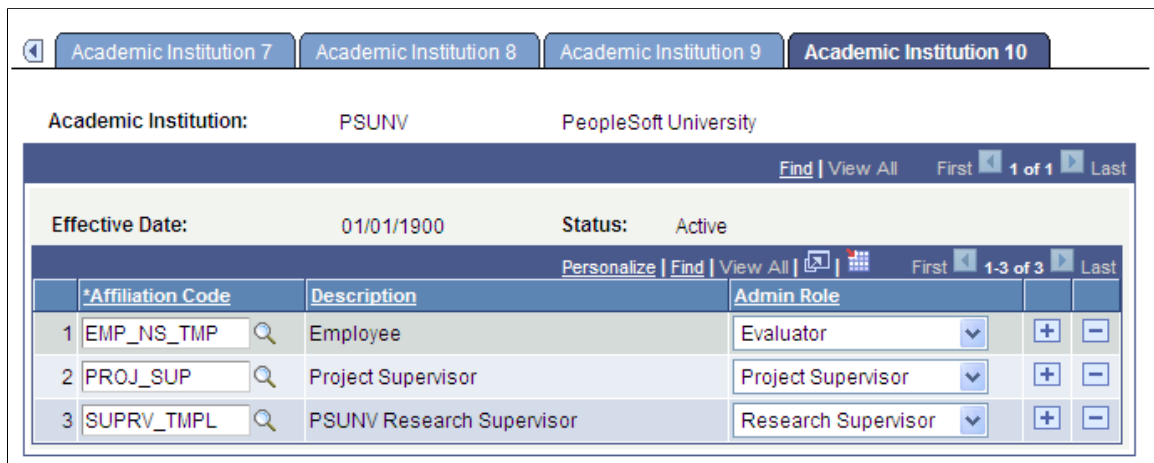 Academic Institution 7 Academic Institution 8 Academic Institution 9 Academic Institution 10
Academic Institution: PSUNV PeopleSoft University
Find | View All First 1 of 1 Last
Effective Date: 01/01/1900 Status: Active
Personalize | Find | View All | | First 1-3 of 3 Last
*Affiliation Code Description Admin Role
1 EMP_NS_TMP Employee Evaluator
2 PROJ_SUP Project Supervisor Project Supervisor
3 SUPRV_TMPL PSUNV Research Supervisor Research Supervisor